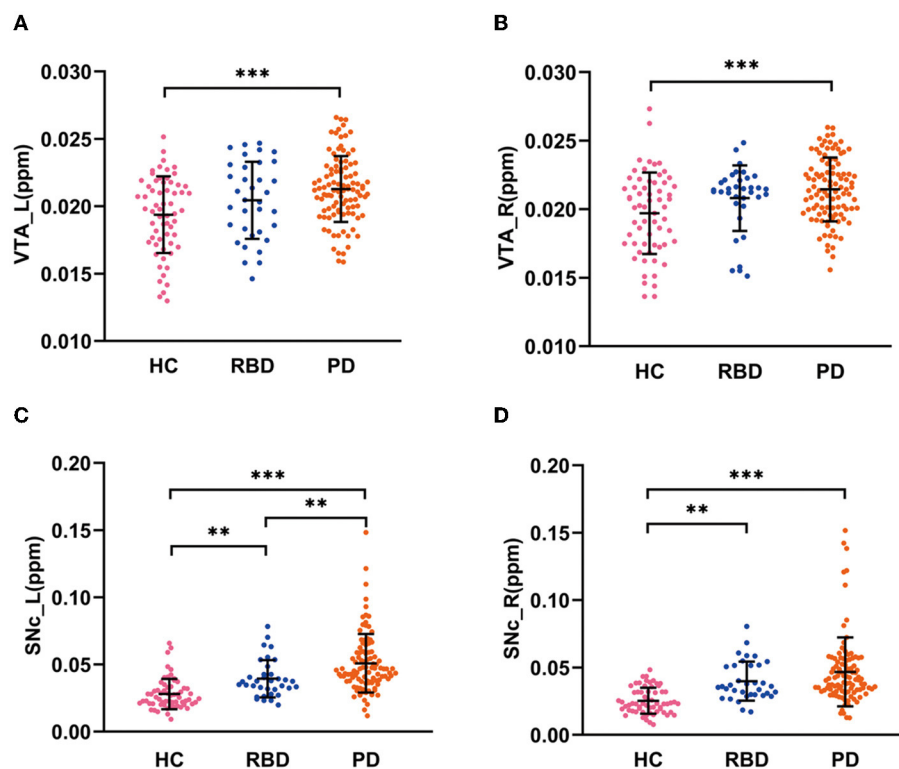 A
VTA_L(ppm)
0.030
0.025
0.020
0.015
0.010
***
HC RBD PD
B
VTA_R(ppm)
0.030
0.025
0.020
0.015
0.010
***
HC RBD PD
C
SNc_L(ppm)
0.20
0.15
0.10
0.05
0.00
***
** **
HC RBD PD
D
SNc_R(ppm)
0.20
0.15
0.10
0.05
0.00
***
**
HC RBD PD